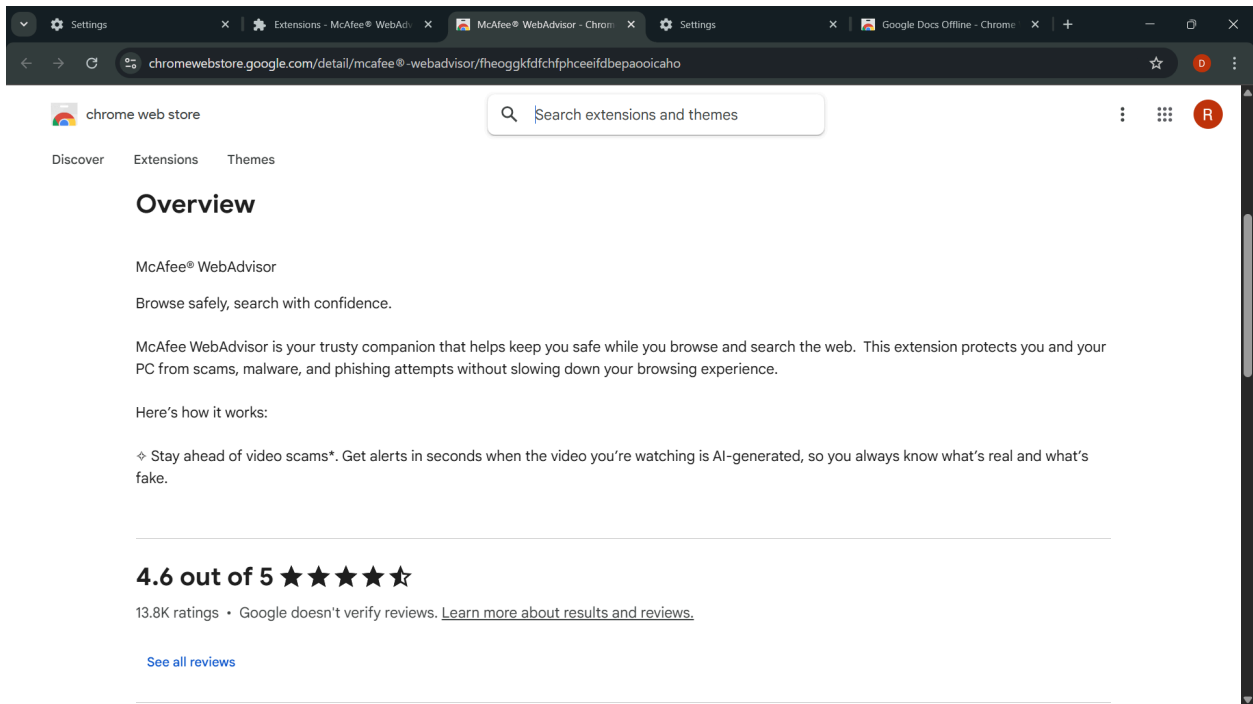 Settings
Extensions - McAfee® WebAdv
McAfee® WebAdvisor - Chrom
Settings
Google Docs Offline - Chrome
chromewebstore.google.com/detail/mcafee®-webadvisor/fheoggkfdfchfphceeifdbepaooicaho
D
chrome web store
Search extensions and themes
R
Discover Extensions Themes
Overview
McAfee® WebAdvisor
Browse safely, search with confidence.
McAfee WebAdvisor is your trusty companion that helps keep you safe while you browse and search the web. This extension protects you and your
PC from scams, malware, and phishing attempts without slowing down your browsing experience.
Here’s how it works:
✧ Stay ahead of video scams*. Get alerts in seconds when the video you’re watching is AI-generated, so you always know what’s real and what’s
fake.
4.6 out of 5
13.8K ratings • Google doesn't verify reviews. Learn more about results and reviews.
See all reviews